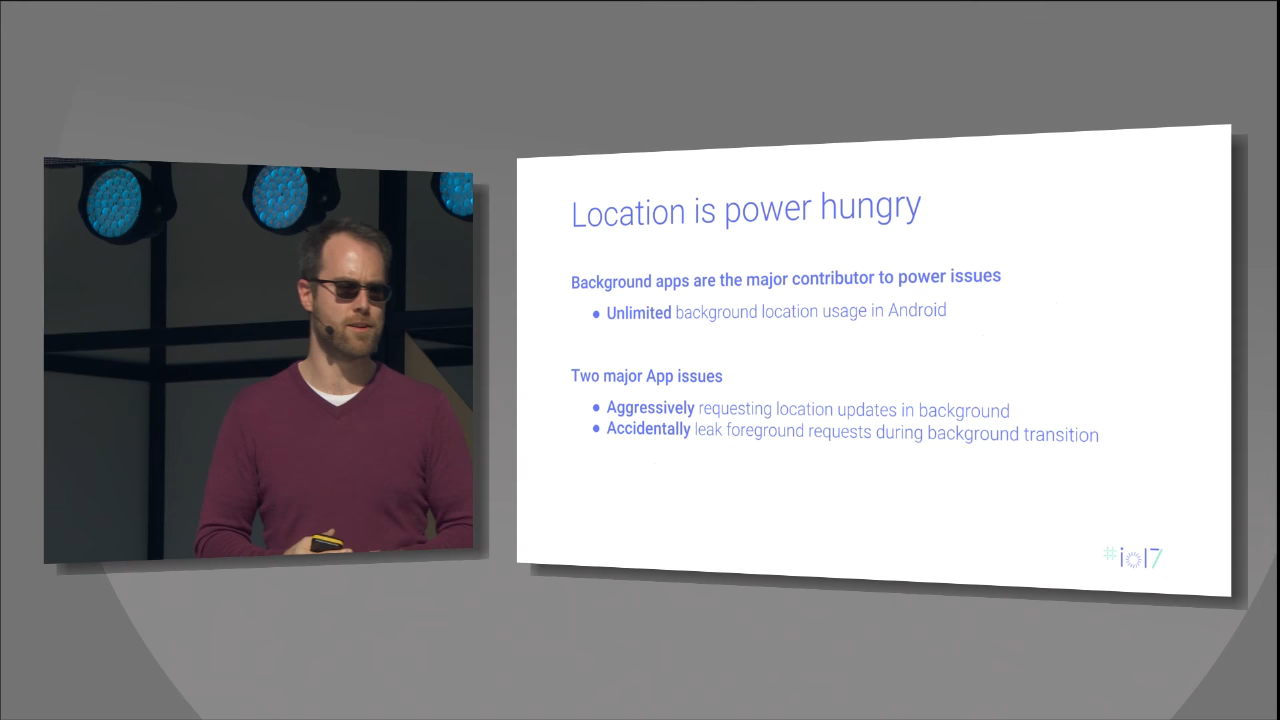 Location is power hungry
Background apps are the major contributor to power issues
● Unlimited background location usage in Android
Two major App issues
● Aggressively requesting location updates in background
● Accidentally leak foreground requests during background transition
#io17